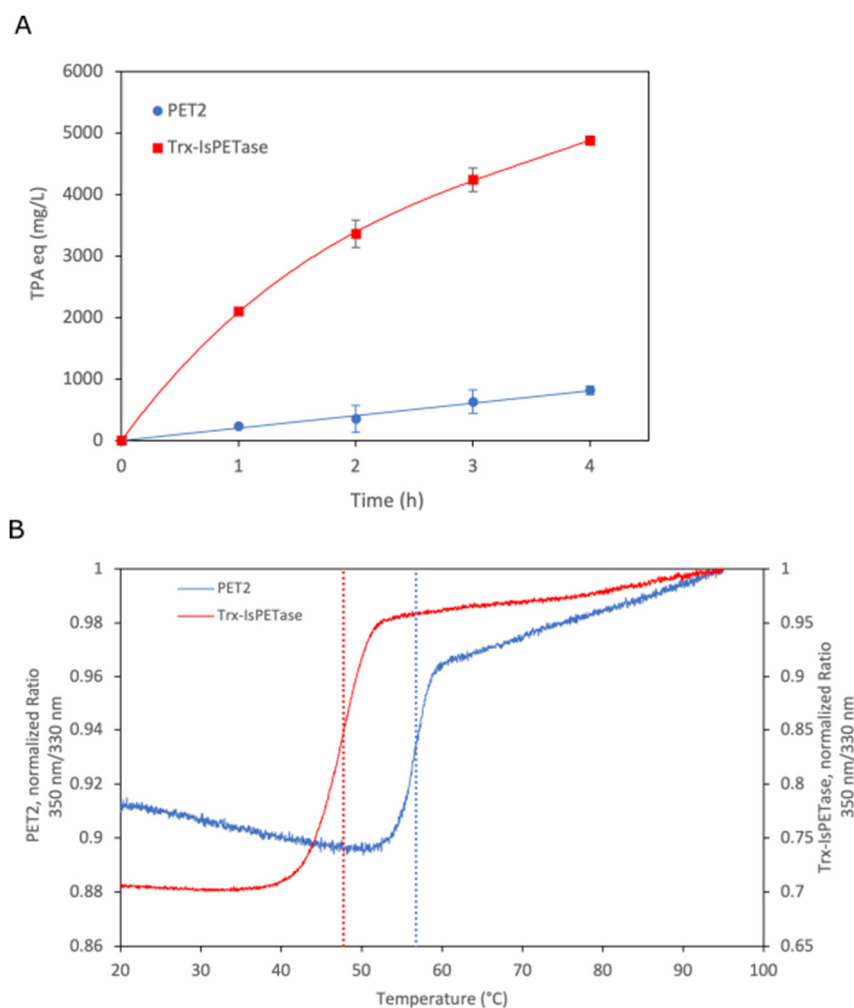 A
6000
5000
4000
3000
2000
1000
0
TPA eq (mg/L)
PET2
Trx-IsPETase
0 1 2 3 4
Time (h)
B
1
0.98
0.96
0.94
0.92
0.9
0.88
0.86
PET2, normalized Ratio
350 nm/330 nm
PET2
Trx-IsPETase
1
0.95
0.9
0.85
0.8
0.75
0.7
0.65
Trx-IsPETase, normalized Ratio
350 nm/330 nm
20 30 40 50 60 70 80 90 100
Temperature (°C)